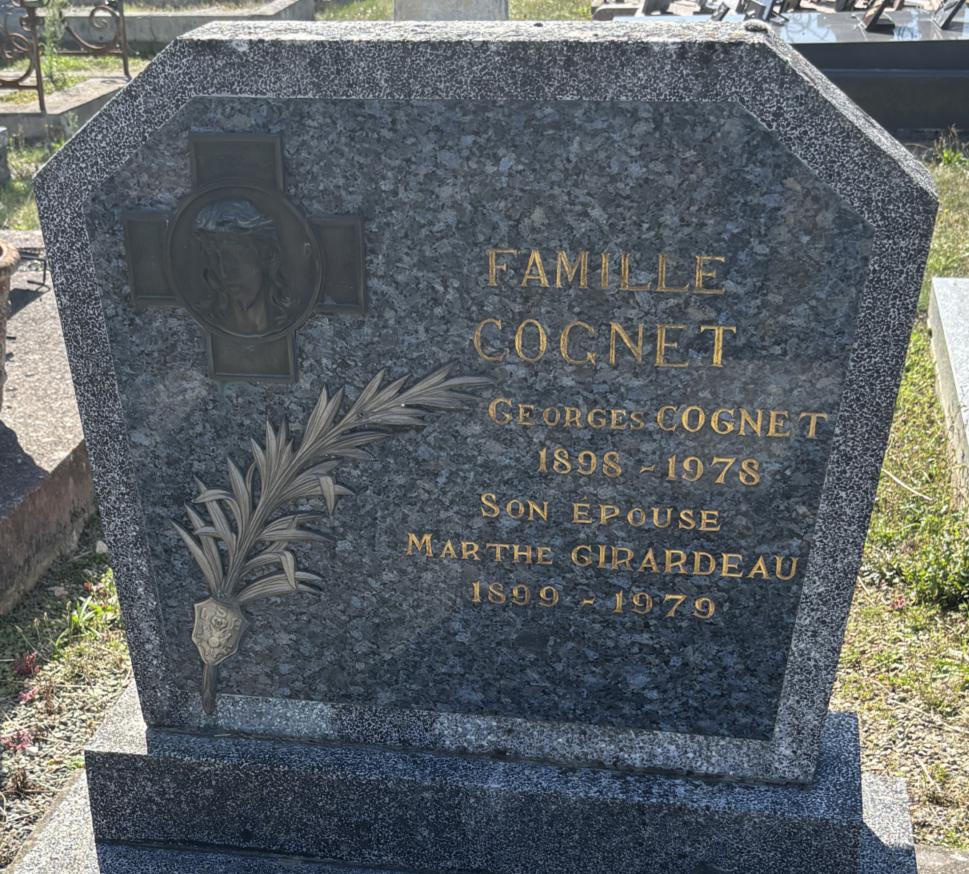 FAMILLE
COGNET
GEORGES COGNET
1898 - 1978
SON ÉPOUSE
MARTHE GIRARDEAU
1899 - 1979